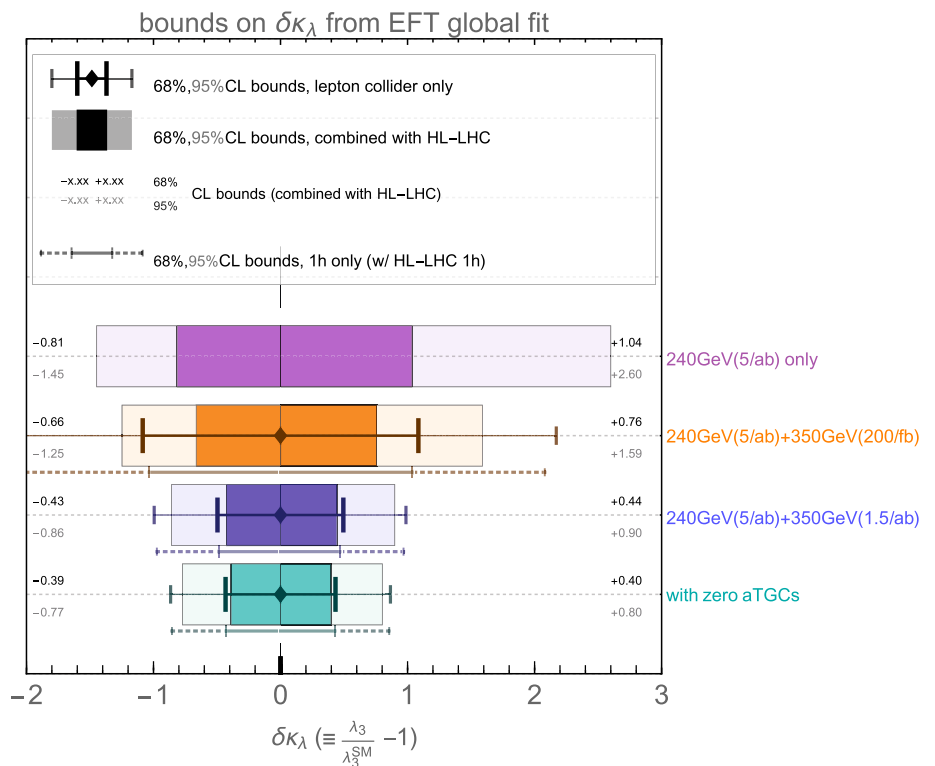 bounds on δκλ from EFT global fit
68%,95%CL bounds, lepton collider only
68%,95%CL bounds, combined with HL−LHC
−x.xx +x.xx 68%
−x.xx +x.xx 95%
CL bounds (combined with HL−LHC)
68%,95%CL bounds, 1h only (w/ HL−LHC 1h)
−0.81 +1.04
240GeV(5/ab) only
−1.45 +2.60
−0.66 +0.76
240GeV(5/ab)+350GeV(200/fb)
−1.25 +1.59
−0.43 +0.44
240GeV(5/ab)+350GeV(1.5/ab)
−0.86 +0.90
−0.39 +0.40
with zero aTGCs
−0.77 +0.80
−2 −1 0 1 2 3
δκλ (≡ λ3/λ3SM −1)